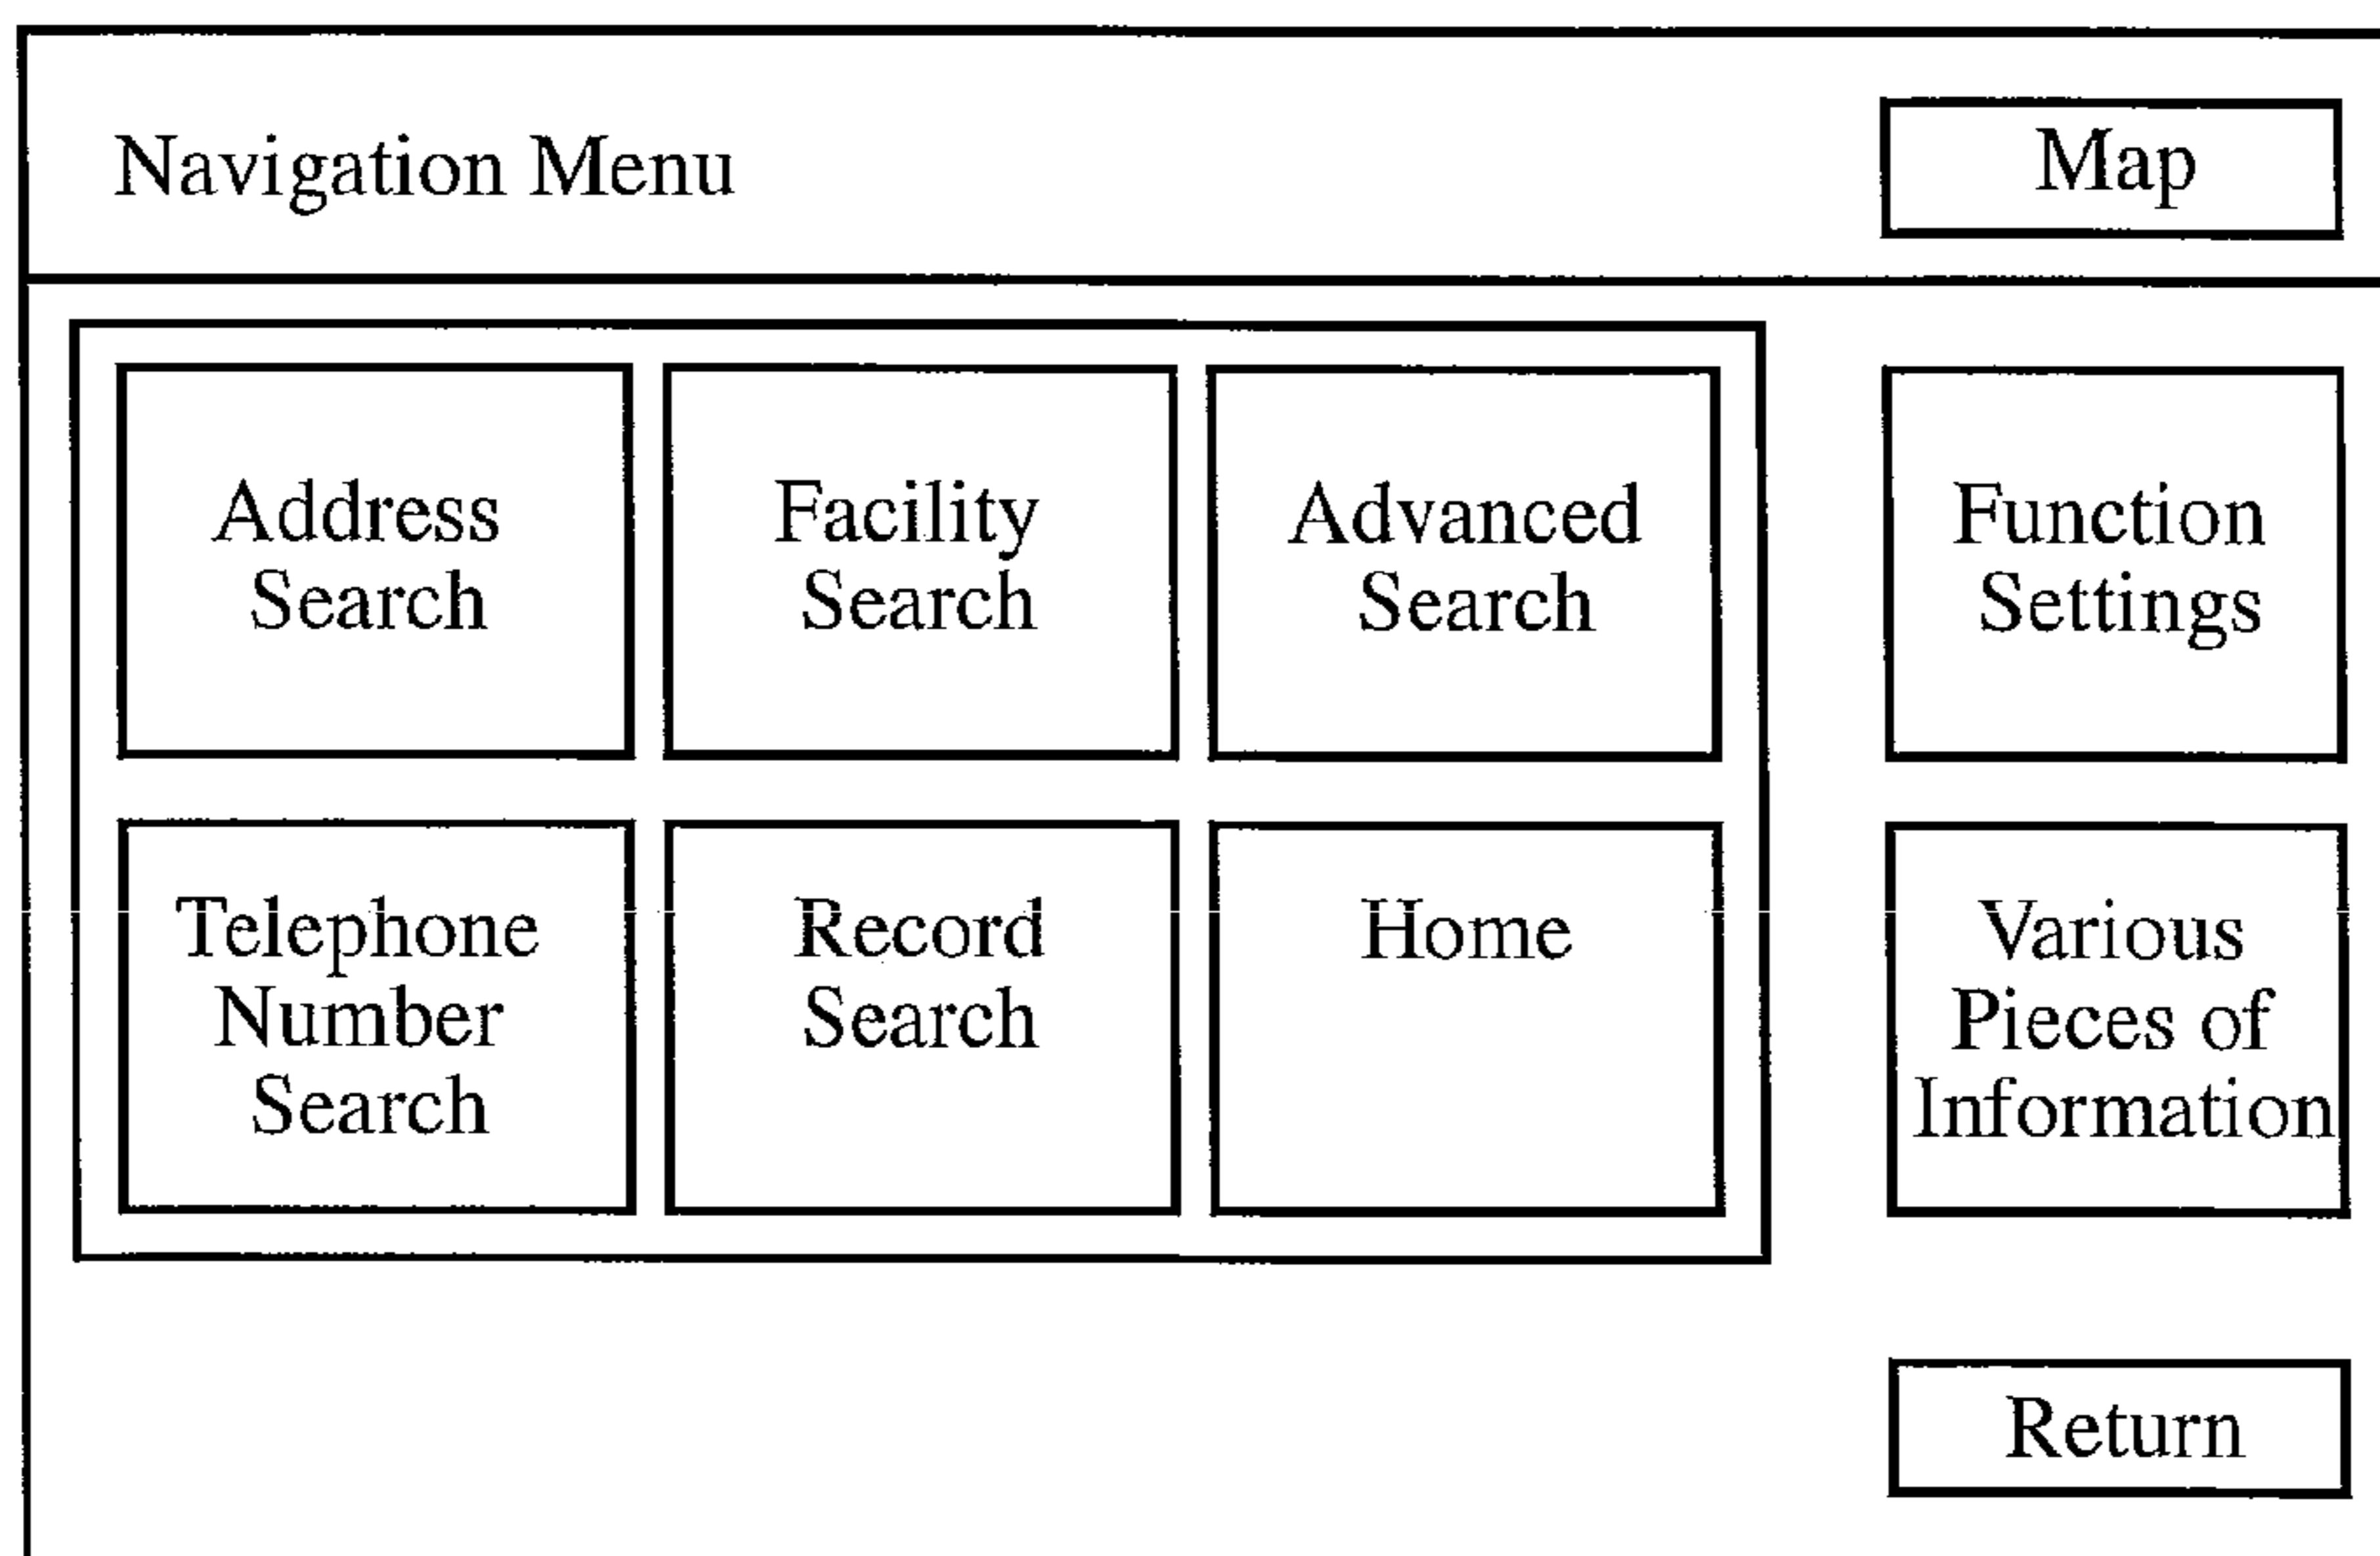 Navigation Menu
Map
Address
Search
Facility
Search
Advanced
Search
Function
Settings
Telephone
Number
Search
Record
Search
Home
Various
Pieces of
Information
Return